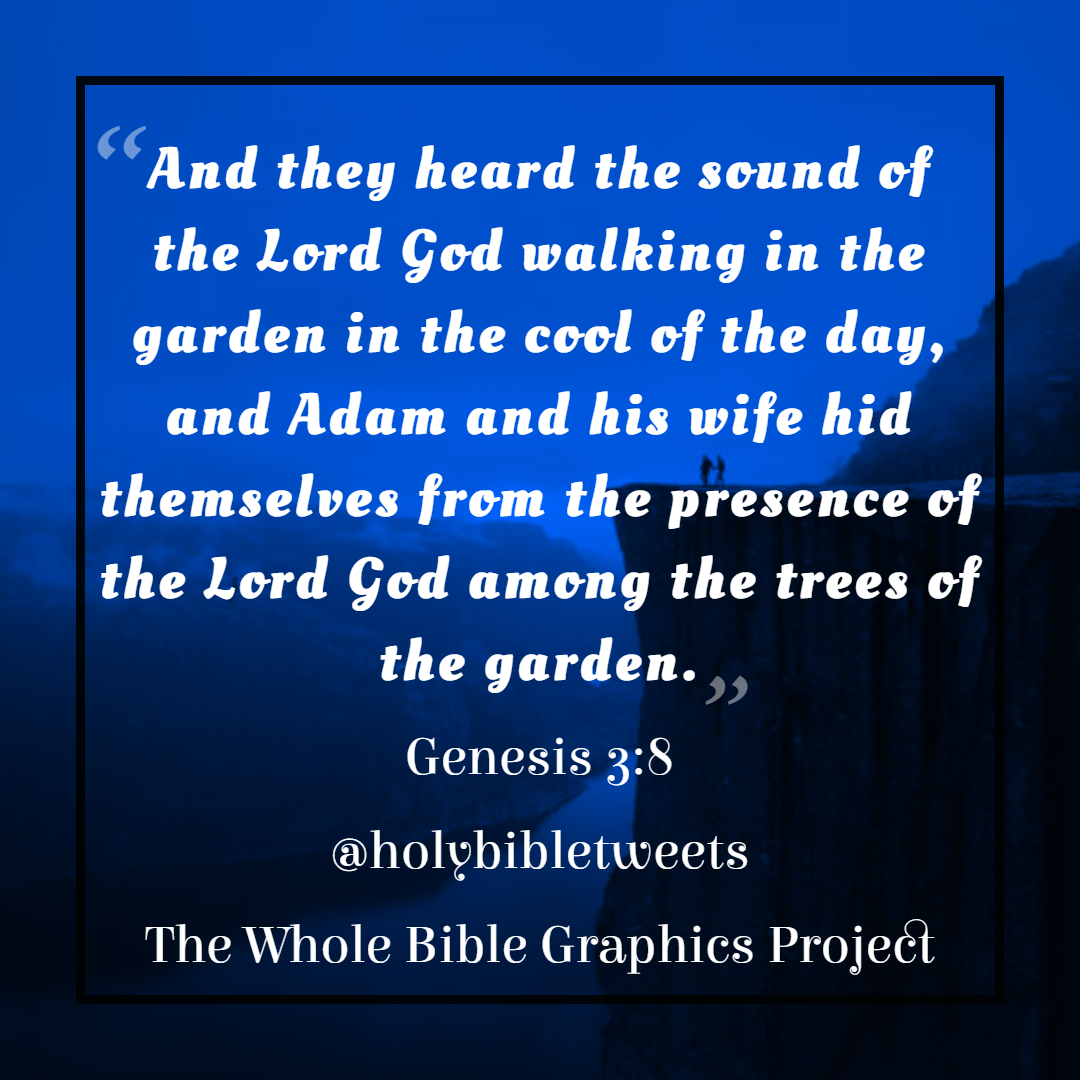 “And they heard the sound of
the Lord God walking in the
garden in the cool of the day,
and Adam and his wife hid
themselves from the presence of
the Lord God among the trees of
the garden.”
Genesis 3:8
@holybibletweets
The Whole Bible Graphics Project